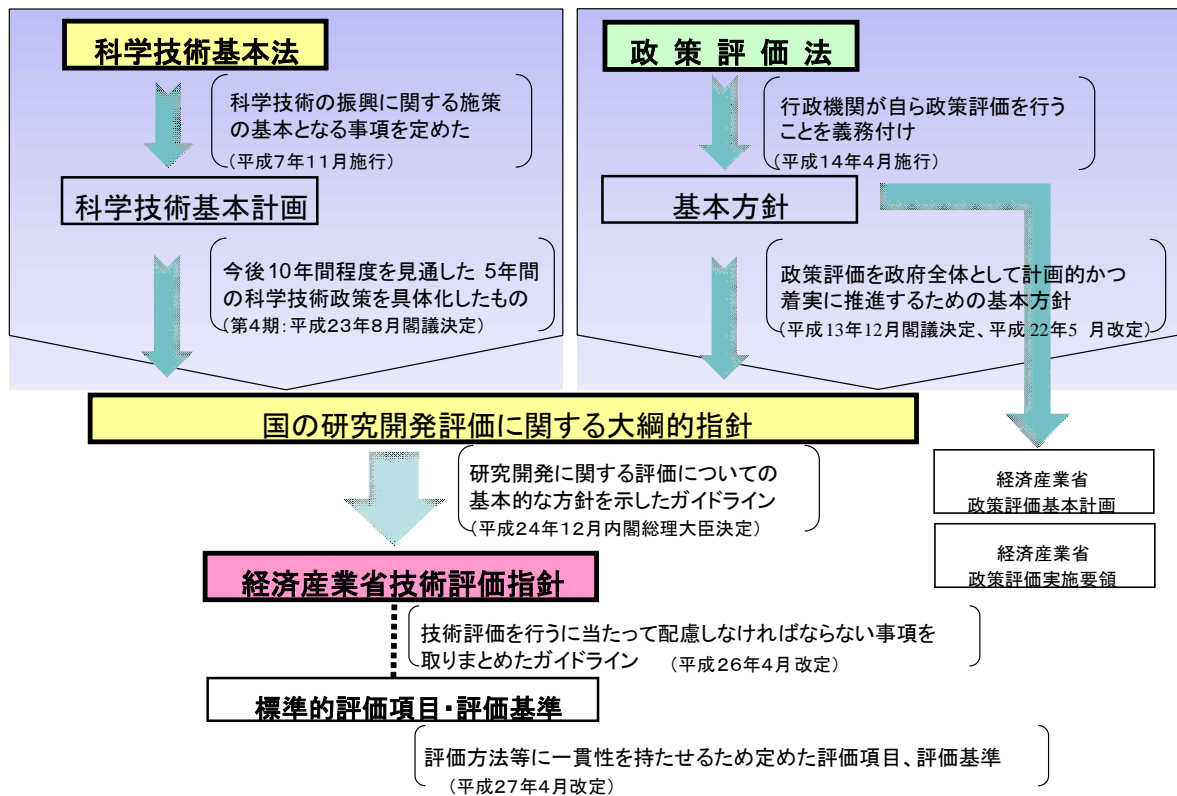 科学技術基本法
科学技術の振興に関する施策
の基本となる事項を定めた
(平成7年11月施行)
科学技術基本計画
今後10年間程度を見通した 5年間
の科学技術政策を具体化したもの
(第4期:平成23年8月閣議決定)
政 策 評 価 法
行政機関が自ら政策評価を行う
ことを義務付け
(平成14年4月施行)
基本方針
政策評価を政府全体として計画的かつ
着実に推進するための基本方針
(平成13年12月閣議決定、平成 22年5 月改定)
国の研究開発評価に関する大綱的指針
研究開発に関する評価についての
基本的な方針を示したガイドライン
(平成24年12月内閣総理大臣決定)
経済産業省
政策評価基本計画
経済産業省
政策評価実施要領
経済産業省技術評価指針
技術評価を行うに当たって配慮しなければならない事項を
取りまとめたガイドライン (平成26年4月改定)
標準的評価項目・評価基準
評価方法等に一貫性を持たせるため定めた評価項目、評価基準
(平成27年4月改定)